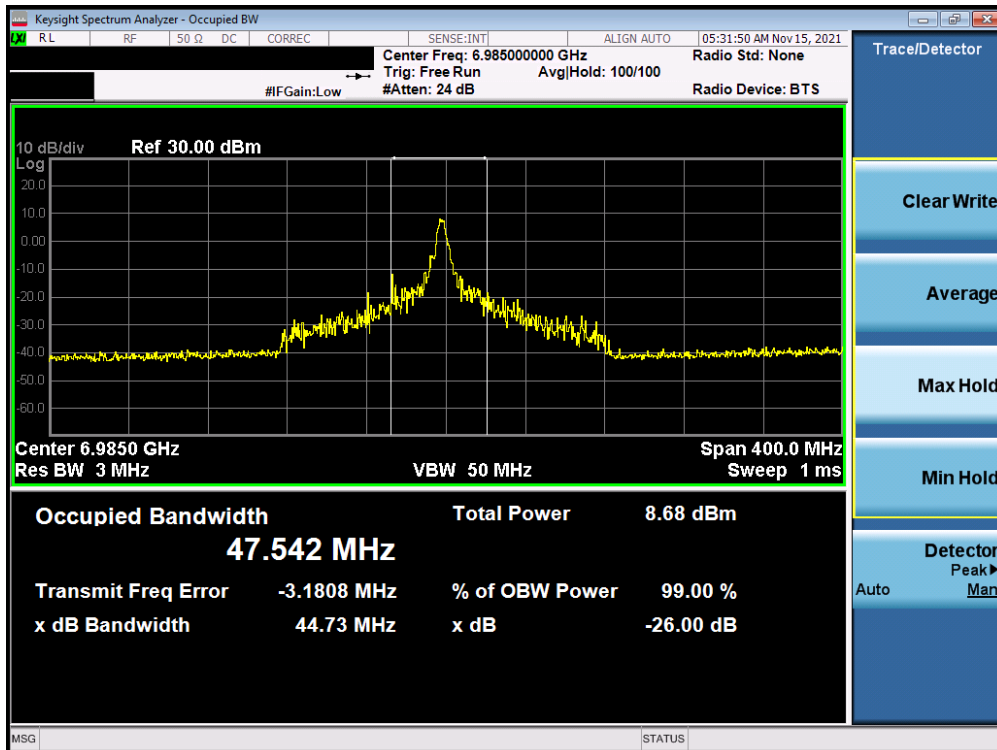 Keysight Spectrum Analyzer - Occupied BW
LXI RL RF 50 Ω DC CORREC SENSE:INT ALIGN AUTO 05:31:50 AM Nov 15, 2021
Center Freq: 6.985000000 GHz Radio Std: None
Trig: Free Run Avg|Hold: 100/100
#IFGain:Low #Atten: 24 dB Radio Device: BTS
Trace/Detector
10 dB/div Ref 30.00 dBm
Log
20.0
10.0
0.00
-10.0
-20.0
-30.0
-40.0
-50.0
-60.0
Center 6.9850 GHz Span 400.0 MHz
Res BW 3 MHz VBW 50 MHz Sweep 1 ms
Clear Write
Average
Max Hold
Min Hold
Detector
Peak▶
Auto Man
Occupied Bandwidth Total Power 8.68 dBm
47.542 MHz
Transmit Freq Error -3.1808 MHz % of OBW Power 99.00 %
x dB Bandwidth 44.73 MHz x dB -26.00 dB
MSG STATUS